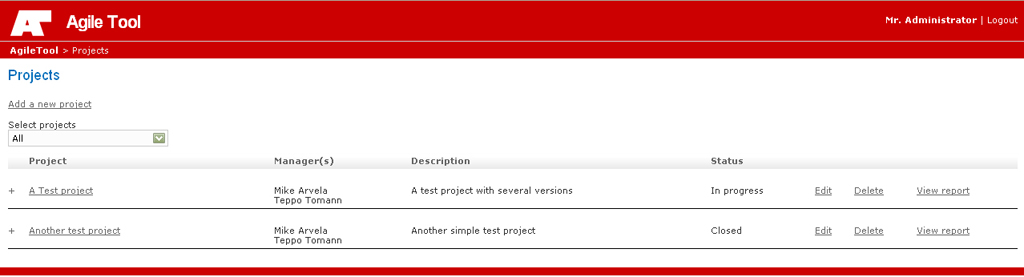 AT Agile Tool
Mr. Administrator | Logout
AgileTool > Projects
Projects
Add a new project
Select projects
All
Project Manager(s) Description Status
+ A Test project Mike Arvela A test project with several versions In progress Edit Delete View report
Teppo Tomann
+ Another test project Mike Arvela Another simple test project Closed Edit Delete View report
Teppo Tomann